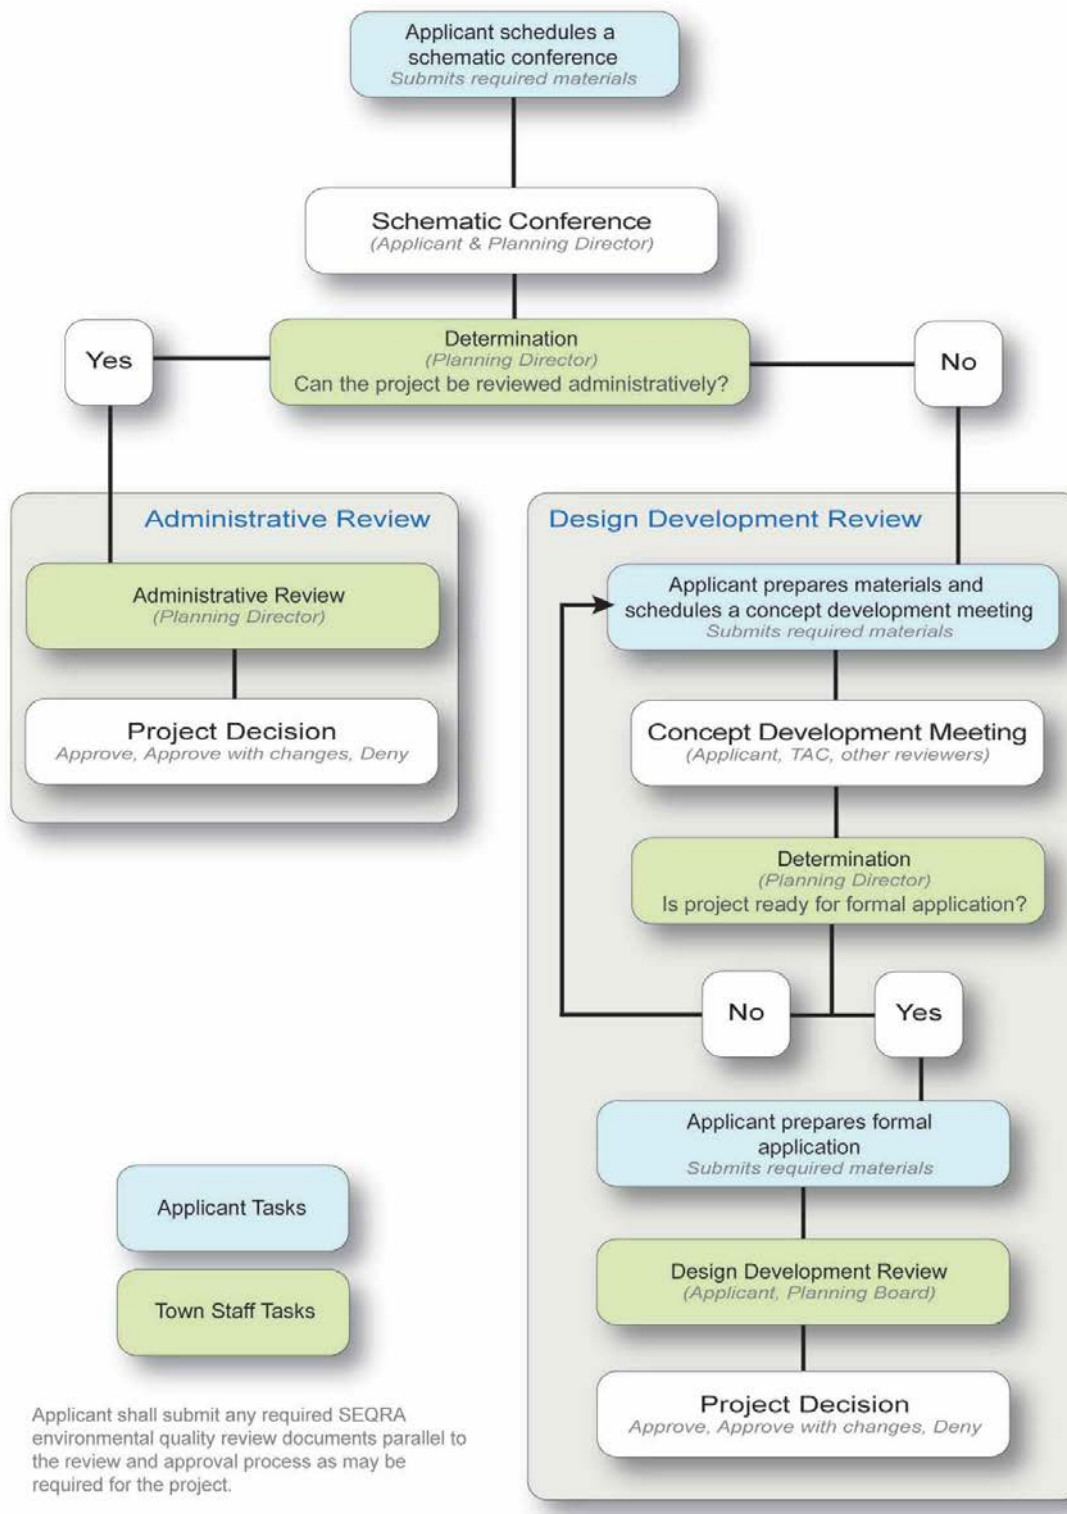 Applicant schedules a
schematic conference
Submits required materials
Schematic Conference
(Applicant & Planning Director)
Determination
(Planning Director)
Can the project be reviewed administratively?
Yes
No
Administrative Review
Administrative Review
(Planning Director)
Project Decision
Approve, Approve with changes, Deny
Design Development Review
Applicant prepares materials and
schedules a concept development meeting
Submits required materials
Concept Development Meeting
(Applicant, TAC, other reviewers)
Determination
(Planning Director)
Is project ready for formal application?
No
Yes
Applicant prepares formal
application
Submits required materials
Design Development Review
(Applicant, Planning Board)
Project Decision
Approve, Approve with changes, Deny
Applicant Tasks
Town Staff Tasks
Applicant shall submit any required SEQRA
environmental quality review documents parallel to
the review and approval process as may be
required for the project.